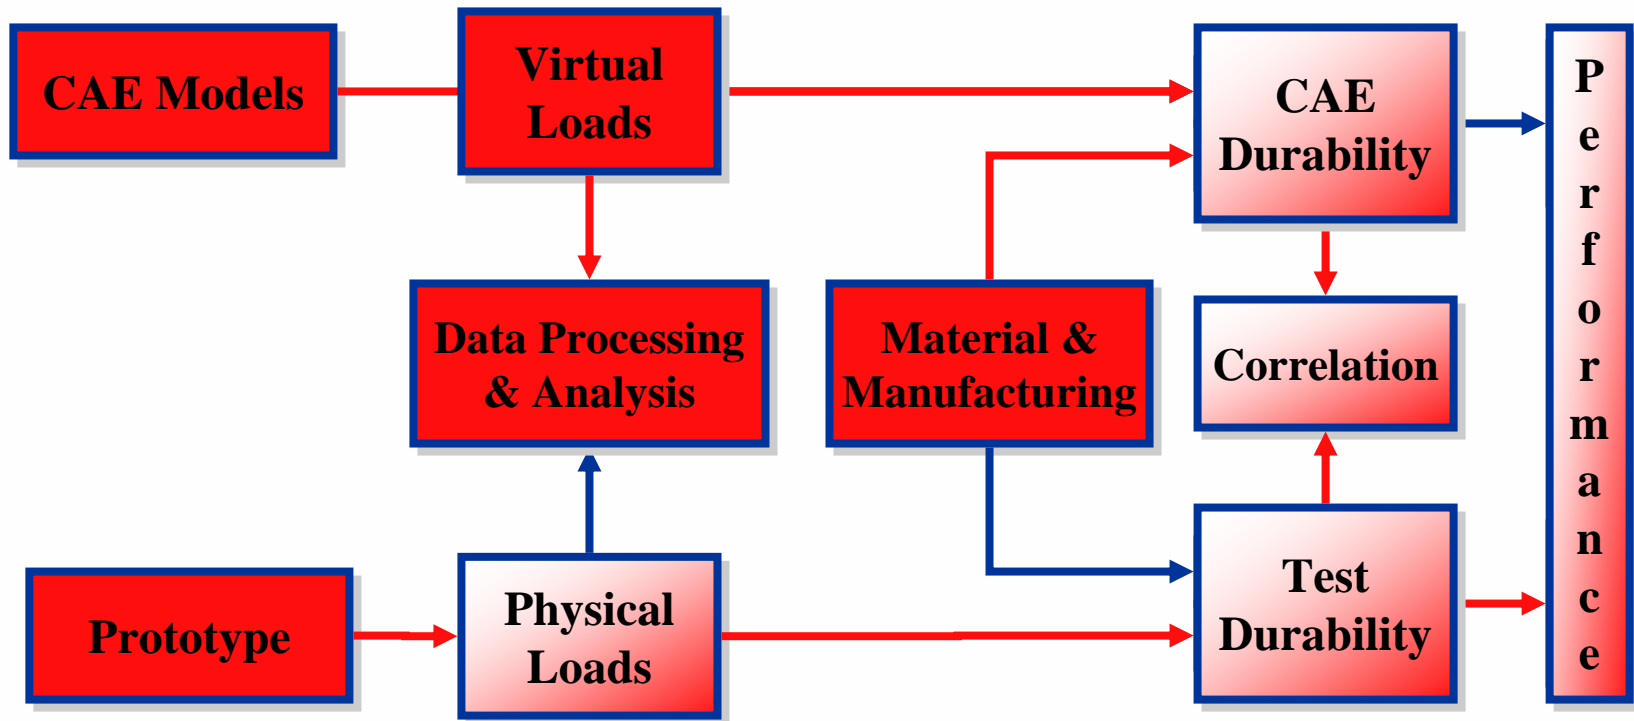 CAE Models
Virtual
Loads
CAE
Durability
Data Processing
& Analysis
Material &
Manufacturing
Correlation
Prototype
Physical
Loads
Test
Durability
P
e
r
f
o
r
m
a
n
c
e